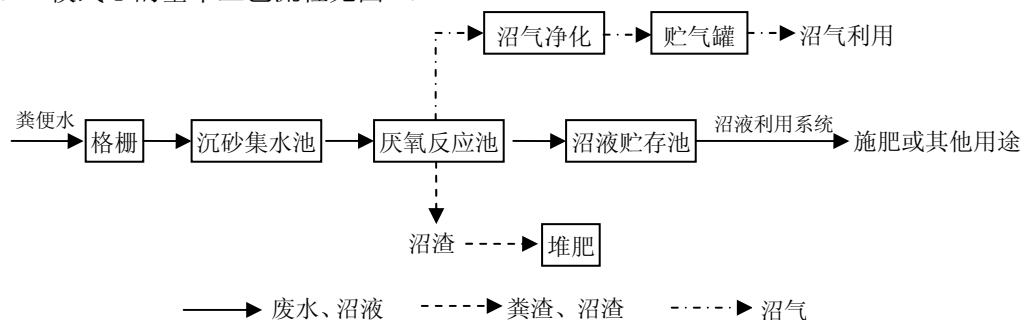 沼气净化 贮气罐 沼气利用
粪便水 沼液利用系统
格栅 沉砂集水池 厌氧反应池 沼液贮存池 施肥或其他用途
沼渣 堆肥
废水、沼液 粪渣、沼渣 沼气